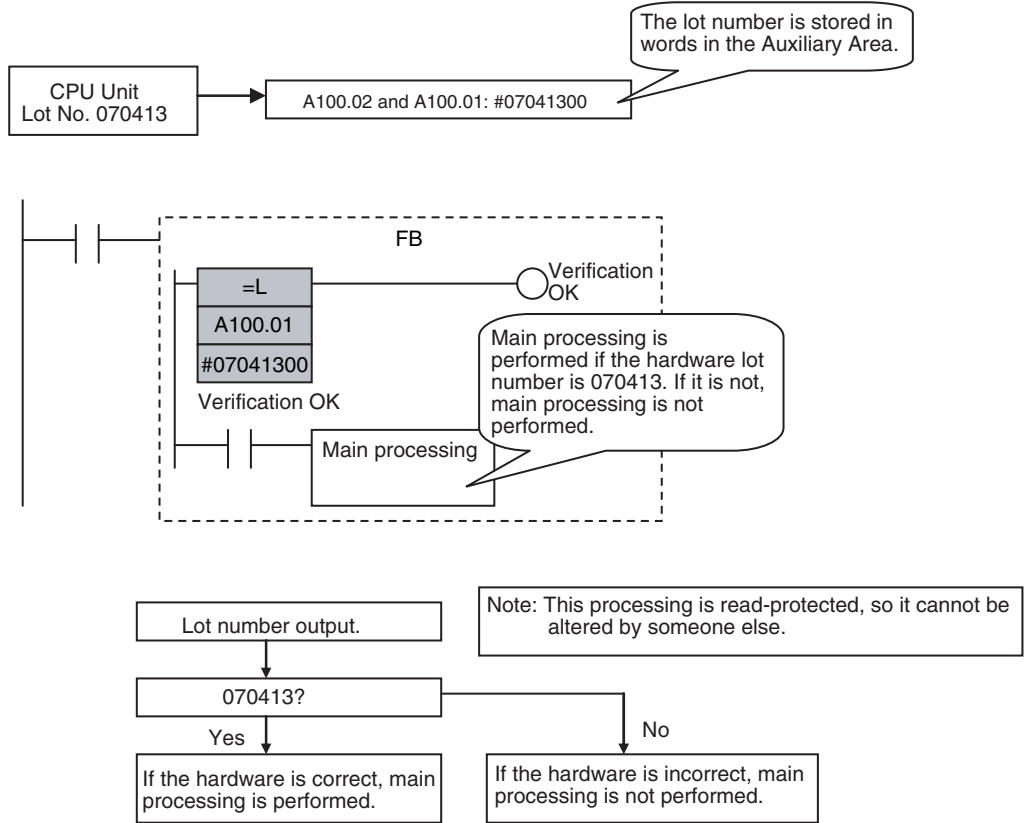 The lot number is stored in
words in the Auxiliary Area.
CPU Unit
Lot No. 070413
A100.02 and A100.01: #07041300
FB
=L
A100.01
#07041300
Verification
OK
Verification OK
Main processing is
performed if the hardware lot
number is 070413. If it is not,
main processing is not
performed.
Main processing
Lot number output.
Note: This processing is read-protected, so it cannot be
altered by someone else.
070413?
Yes
No
If the hardware is correct, main
processing is performed.
If the hardware is incorrect, main
processing is not performed.